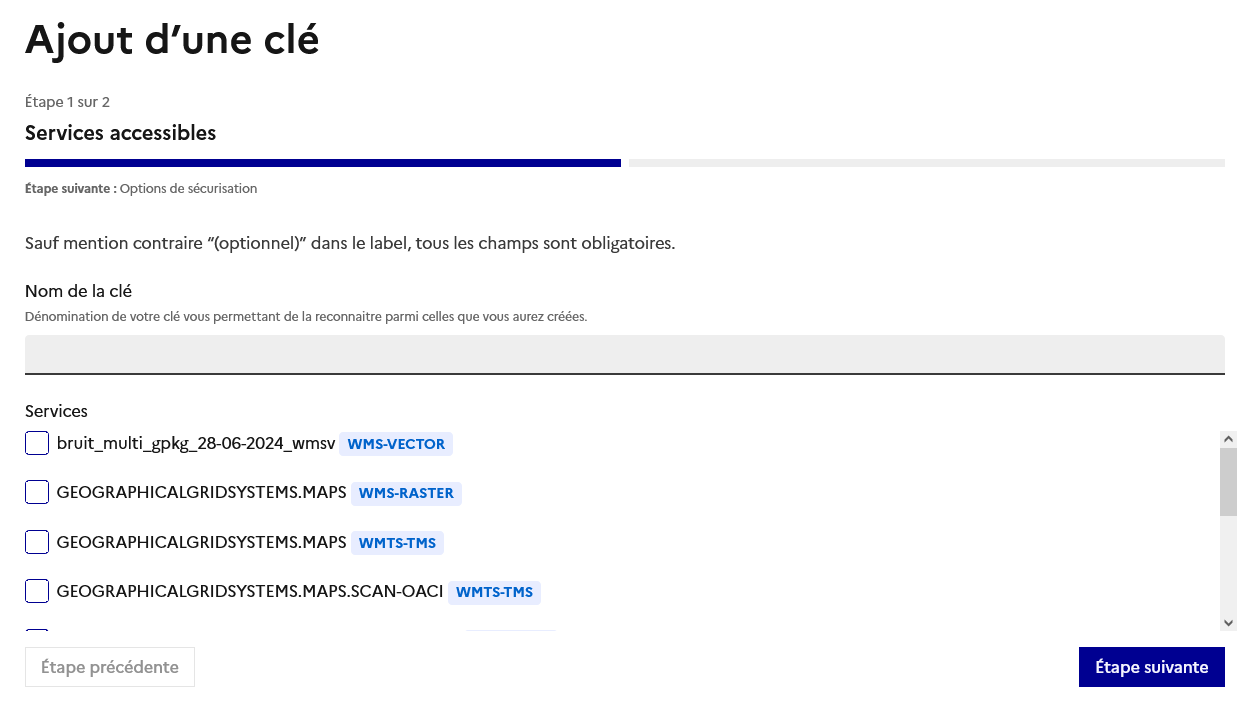 Ajout d’une clé
Étape 1 sur 2
Services accessibles
Étape suivante : Options de sécurisation
Sauf mention contraire “(optionnel)” dans le label, tous les champs sont obligatoires.
Nom de la clé
Dénomination de votre clé vous permettant de la reconnaitre parmi celles que vous aurez créées.
Services
bruit_multi_gpkg_28-06-2024_wmsv WMS-VECTOR
GEOGRAPHICALGRIDSYSTEMS.MAPS WMS-RASTER
GEOGRAPHICALGRIDSYSTEMS.MAPS WMTS-TMS
GEOGRAPHICALGRIDSYSTEMS.MAPS.SCAN-OACI WMTS-TMS
Étape précédente
Étape suivante